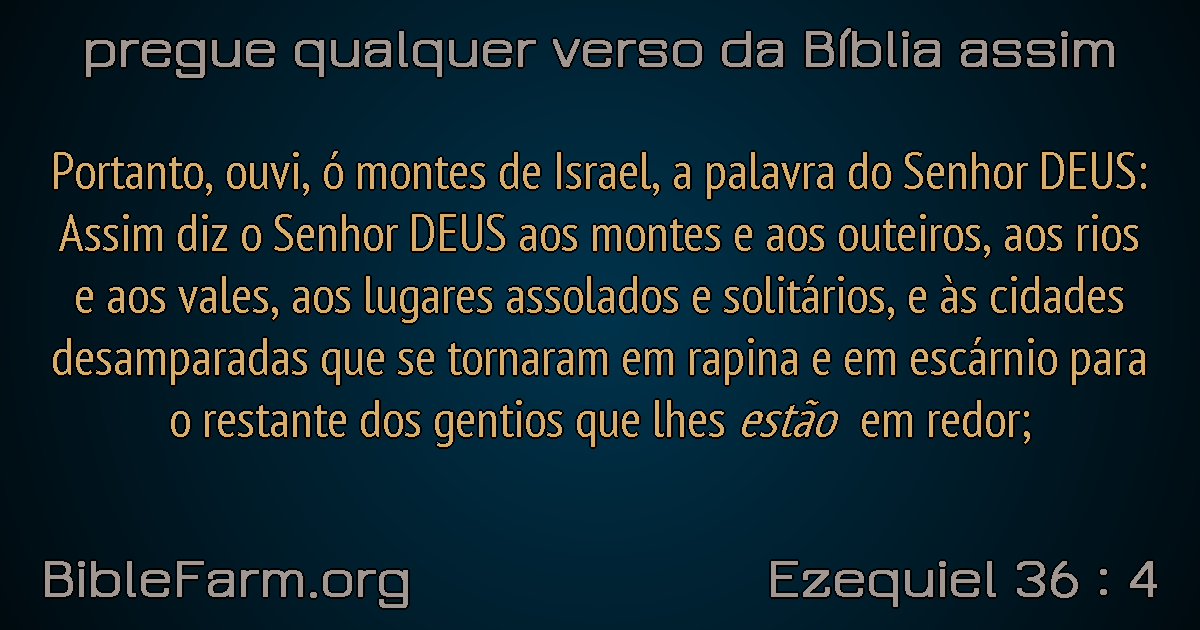 pregue qualquer verso da Bíblia assim
Portanto, ouvi, ó montes de Israel, a palavra do Senhor DEUS:
Assim diz o Senhor DEUS aos montes e aos outeiros, aos rios
e aos vales, aos lugares assolados e solitários, e às cidades
desamparadas que se tornaram em rapina e em escárnio para
o restante dos gentios que lhes estão em redor;
BibleFarm.org
Ezequiel 36 : 4